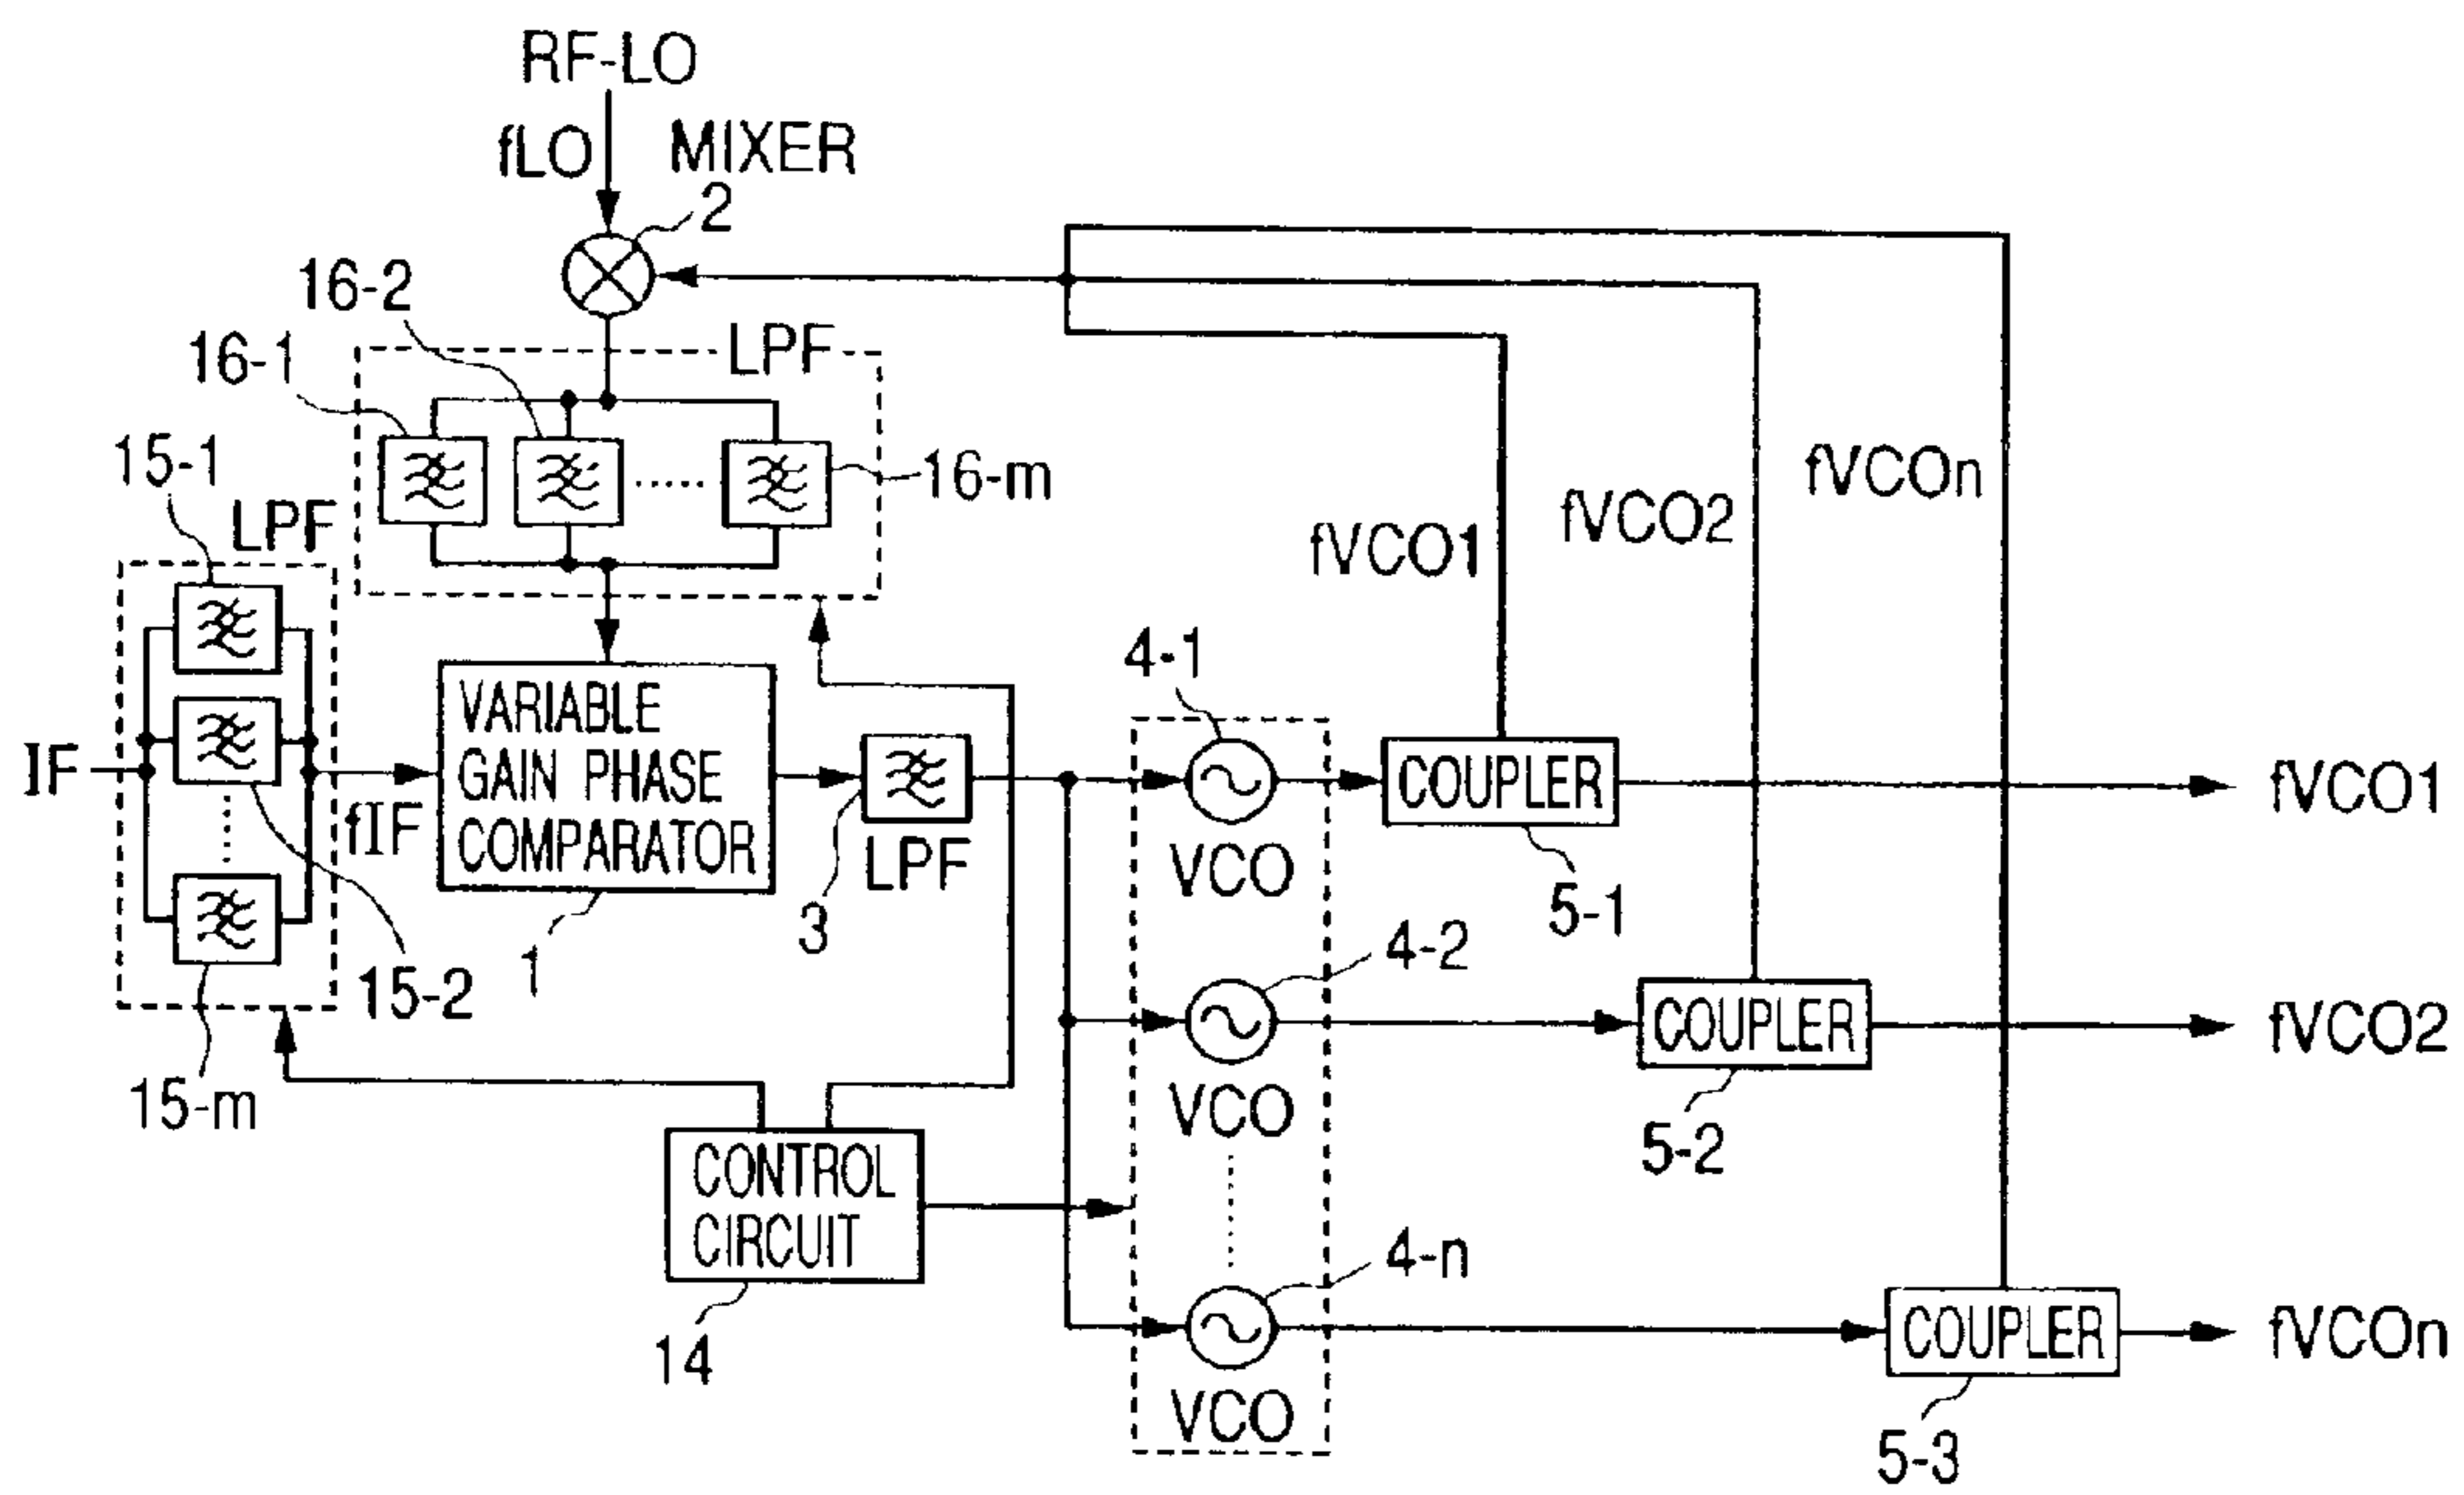 RF-LO
fLO
MIXER
2
16-2
LPF
16-1
15-1
LPF
16-m
fVCO1
fVCO2
fVCOn
4-1
IF
fIF
VARIABLE
GAIN PHASE
COMPARATOR
1
3
LPF
VCO
COUPLER
5-1
fVCO1
15-2
15-m
4-2
VCO
COUPLER
5-2
fVCO2
CONTROL
CIRCUIT
14
4-n
VCO
COUPLER
5-3
fVCOn